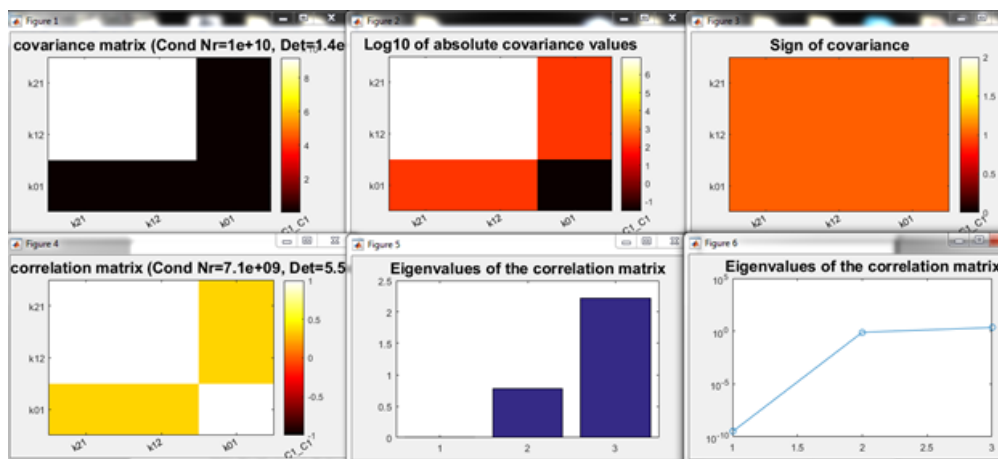 Figure 1
covariance matrix (Cond Nr=1e+10, Det=1.4e
k21
k12
k01
k21
k12
k01
8
6
4
2
C1_C1
Figure 2
Log10 of absolute covariance values
k21
k12
k01
k21
k12
k01
6
5
4
3
2
1
0
-1
Figure 3
Sign of covariance
k21
k12
k01
k21
k12
k01
2
1.5
1
0.5
0
Figure 4
correlation matrix (Cond Nr=7.1e+09, Det=5.5
k21
k12
k01
k21
k12
k01
1
0.5
0
-0.5
C1_C1
Figure 5
Eigenvalues of the correlation matrix
2.5
2
1.5
1
0.5
0
1
2
3
Figure 6
Eigenvalues of the correlation matrix
10^5
10^0
10^-5
10^-10
1
1.5
2
2.5
3